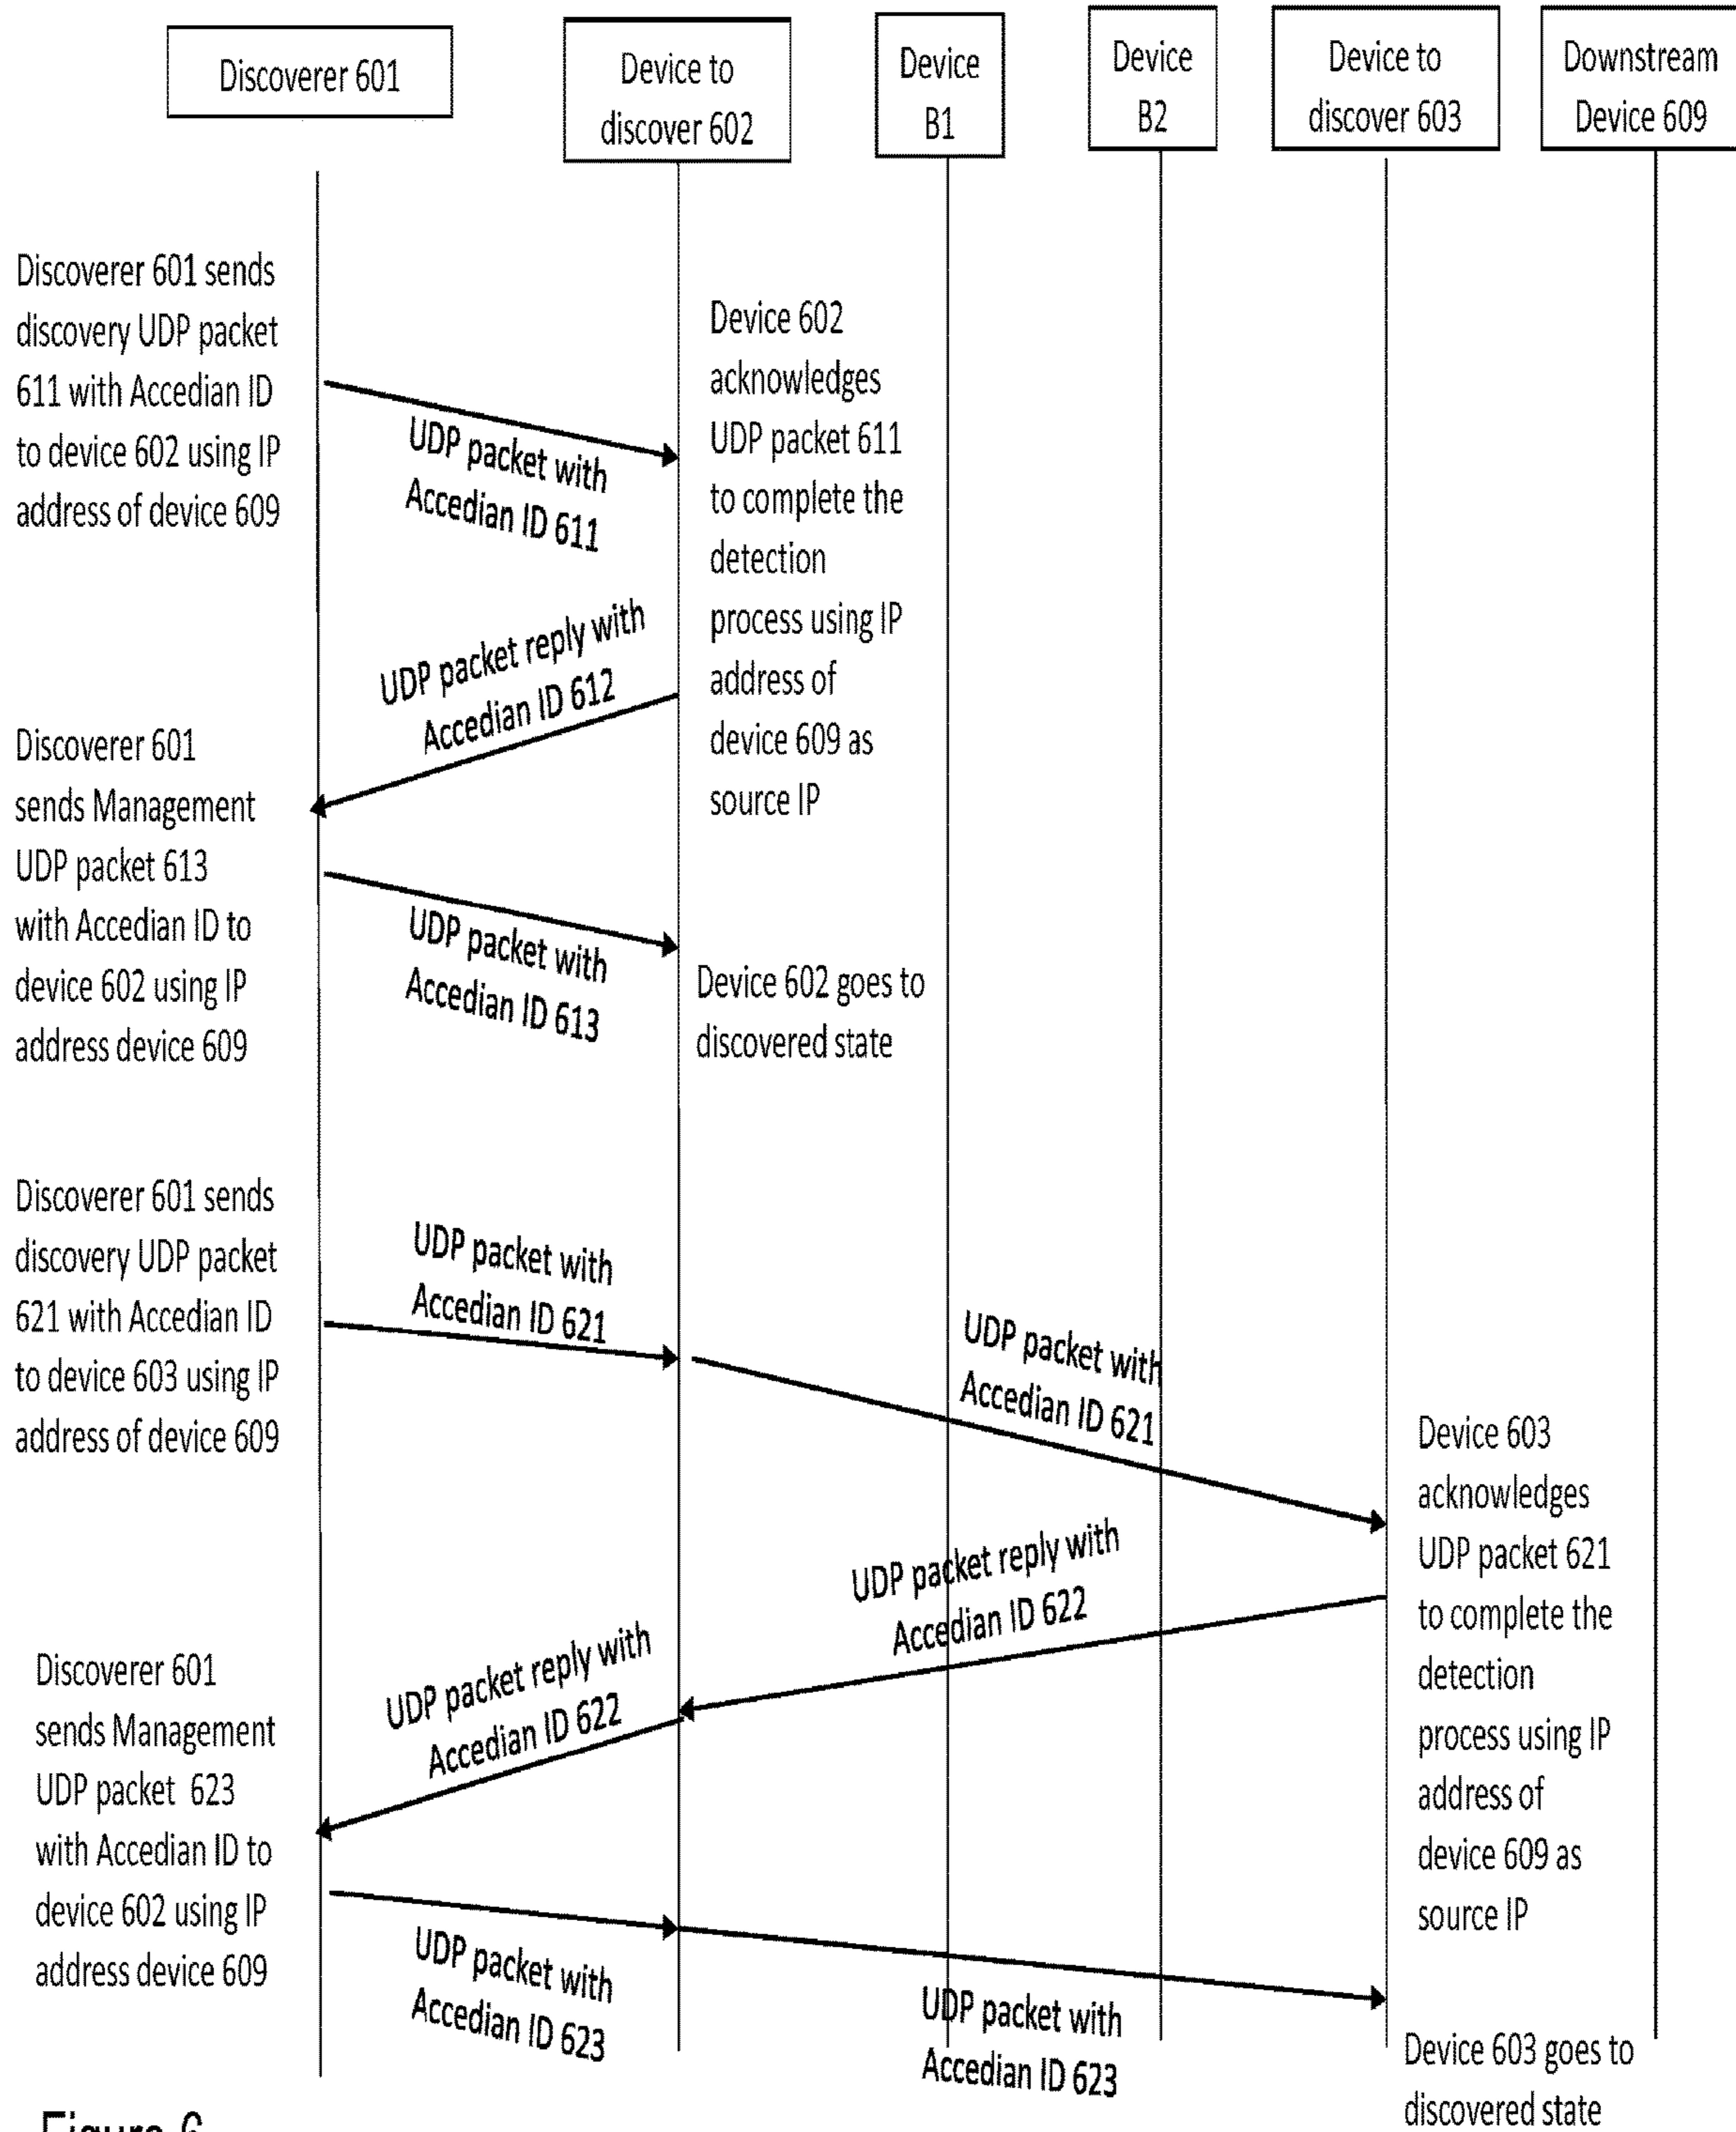 Discoverer 601
Device to
discover 602
Device
B1
Device
B2
Device to
discover 603
Downstream
Device 609
Discoverer 601 sends
discovery UDP packet
611 with Accedian ID
to device 602 using IP
address of device 609
UDP packet with
Accedian ID 611
Device 602
acknowledges
UDP packet 611
to complete the
detection
process using IP
address of
device 609 as
source IP
UDP packet reply with
Accedian ID 612
Discoverer 601
sends Management
UDP packet 613
with Accedian ID to
device 602 using IP
address device 609
UDP packet with
Accedian ID 613
Device 602 goes to
discovered state
Discoverer 601 sends
discovery UDP packet
621 with Accedian ID
to device 603 using IP
address of device 609
UDP packet with
Accedian ID 621
UDP packet with
Accedian ID 621
Device 603
acknowledges
UDP packet 621
to complete the
detection
process using IP
address of
device 609 as
source IP
UDP packet reply with
Accedian ID 622
UDP packet reply with
Accedian ID 622
Discoverer 601
sends Management
UDP packet 623
with Accedian ID to
device 602 using IP
address device 609
UDP packet with
Accedian ID 623
UDP packet with
Accedian ID 623
Device 603 goes to
discovered state
Figure 6